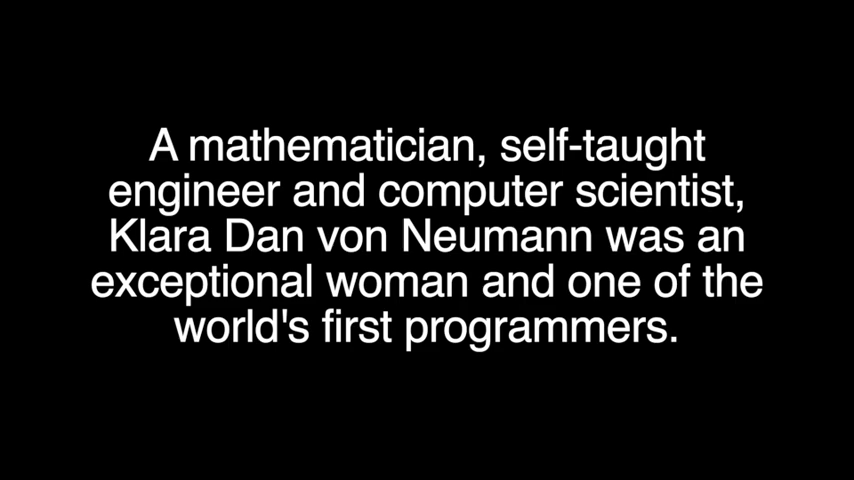 A mathematician, self-taught
engineer and computer scientist,
Klara Dan von Neumann was an
exceptional woman and one of the
world's first programmers.